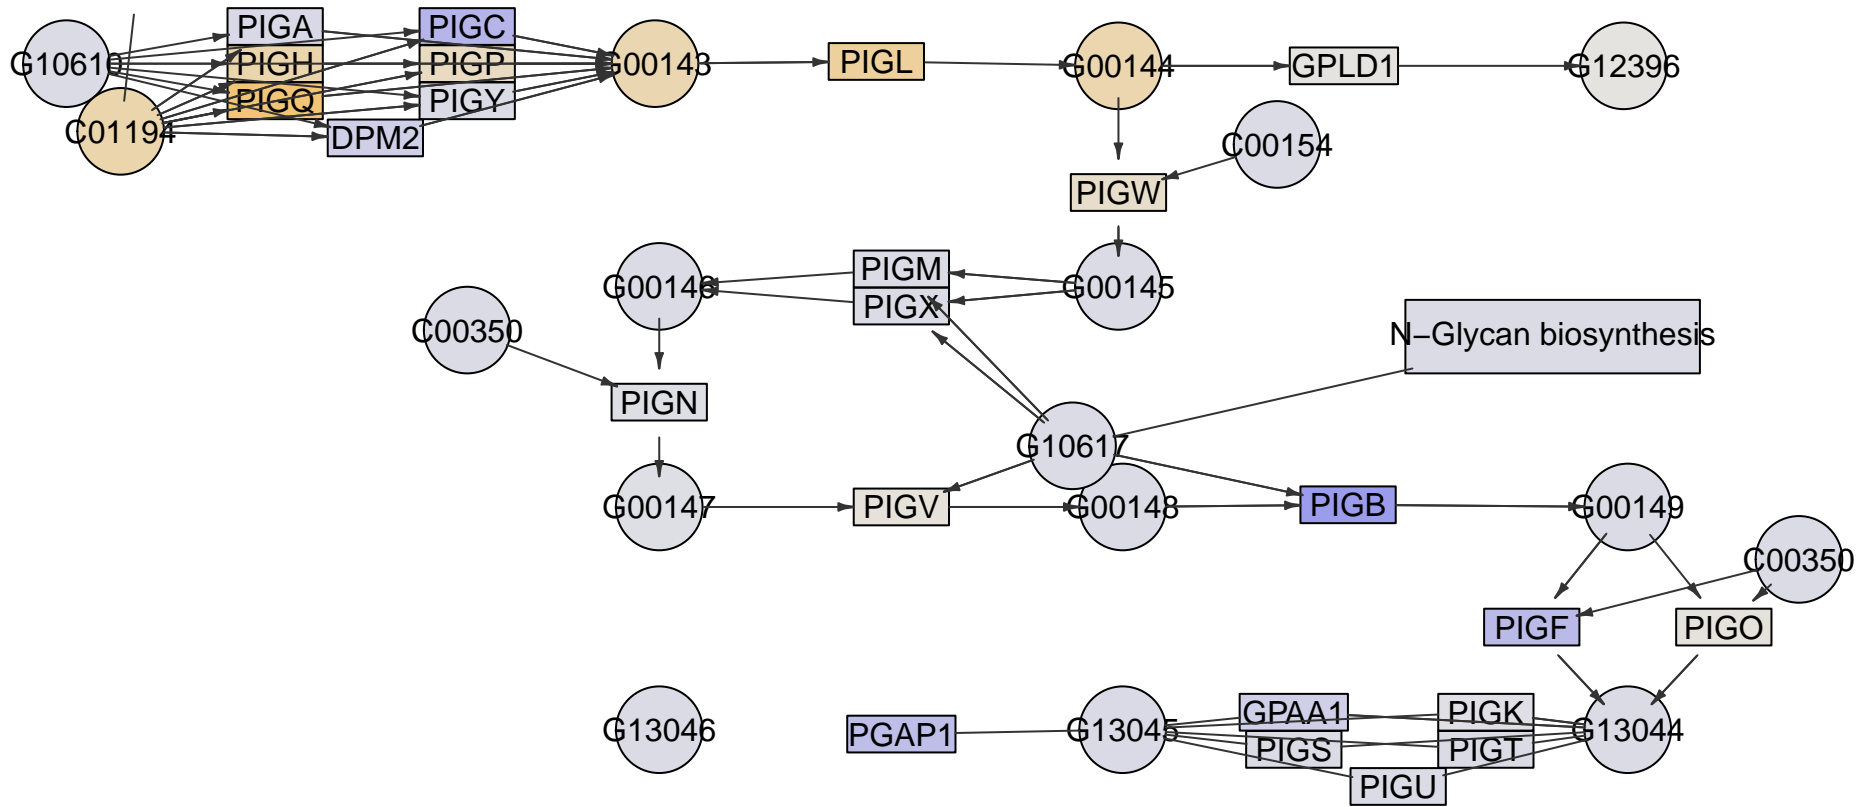 PIGA
PIGC
G10610
PIGH
PIGP
G00143
PIGL
G00144
GPLD1
G12396
PIGQ
PIGY
C01194
DPM2
C00154
PIGW
PIGM
G00146
G00145
PIGX
C00350
N−Glycan biosynthesis
PIGN
G10617
G00147
PIGV
G00148
PIGB
G00149
C00350
PIGF
PIGO
GPAA1
PIGK
G13046
PGAP1
G13045
G13044
PIGS
PIGT
PIGU